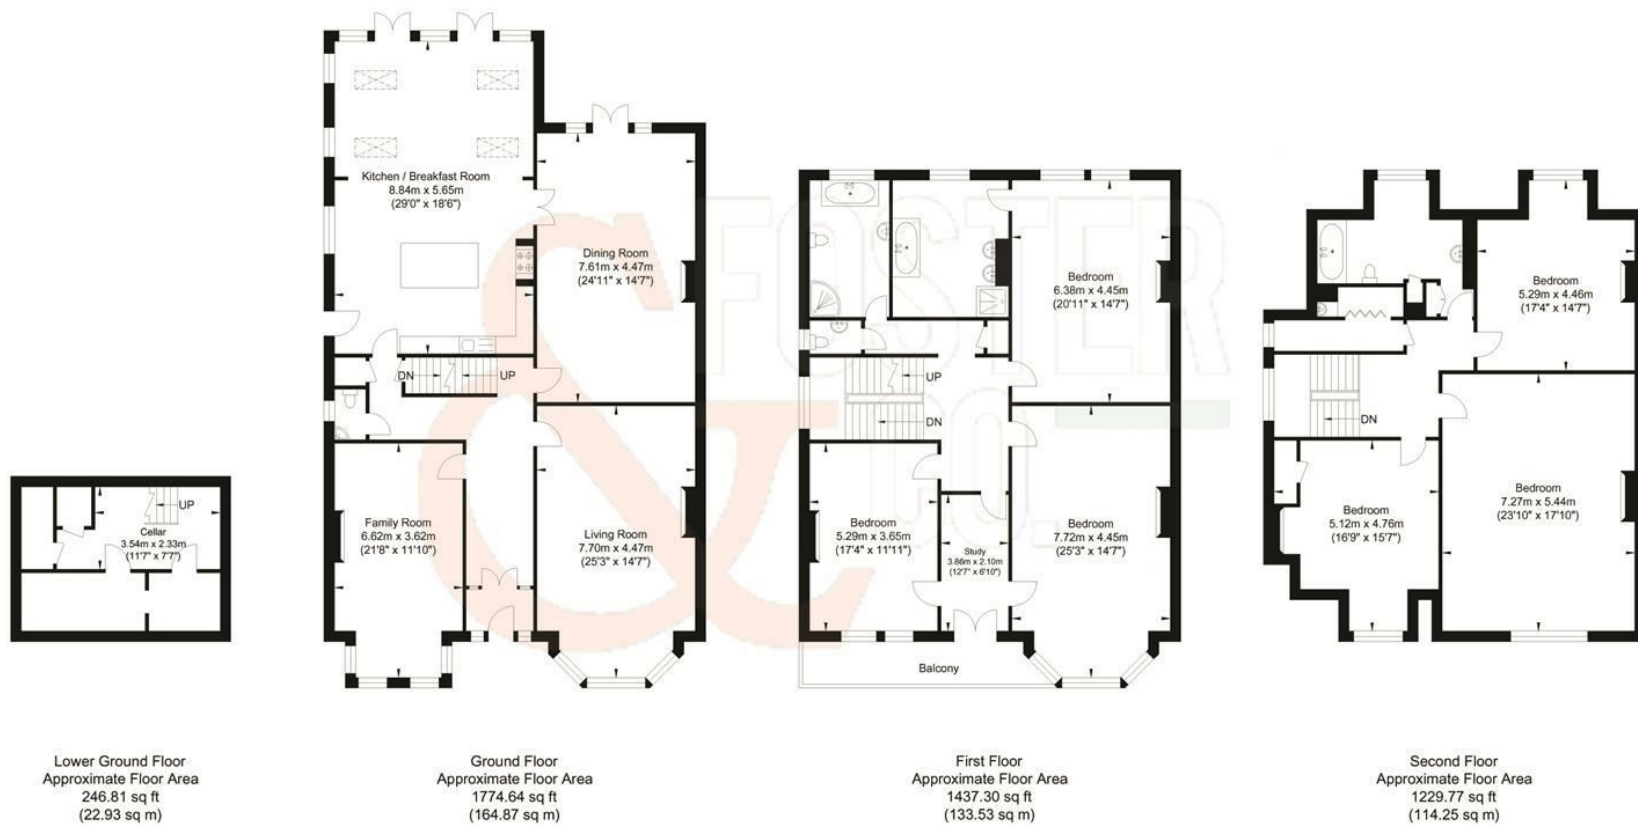 Kitchen / Breakfast Room
8.84m x 5.65m
(29'0" x 18'6")
Dining Room
7.61m x 4.47m
(24'11" x 14'7")
DN
UP
Family Room
6.62m x 3.62m
(21'8" x 11'10")
Living Room
7.70m x 4.47m
(25'3" x 14'7")
UP
Cellar
3.54m x 2.33m
(11'7" x 7'7")
Bedroom
6.38m x 4.45m
(20'11" x 14'7")
UP
DN
Bedroom
5.29m x 3.65m
(17'4" x 11'11")
Study
3.86m x 2.10m
(12'7" x 6'10")
Bedroom
7.72m x 4.45m
(25'3" x 14'7")
Balcony
Bedroom
5.29m x 4.46m
(17'4" x 14'7")
DN
Bedroom
5.12m x 4.76m
(16'9" x 15'7")
Bedroom
7.27m x 5.44m
(23'10" x 17'10")
&
FOSTER
CO.
Lower Ground Floor
Approximate Floor Area
246.81 sq ft
(22.93 sq m)
Ground Floor
Approximate Floor Area
1774.64 sq ft
(164.87 sq m)
First Floor
Approximate Floor Area
1437.30 sq ft
(133.53 sq m)
Second Floor
Approximate Floor Area
1229.77 sq ft
(114.25 sq m)